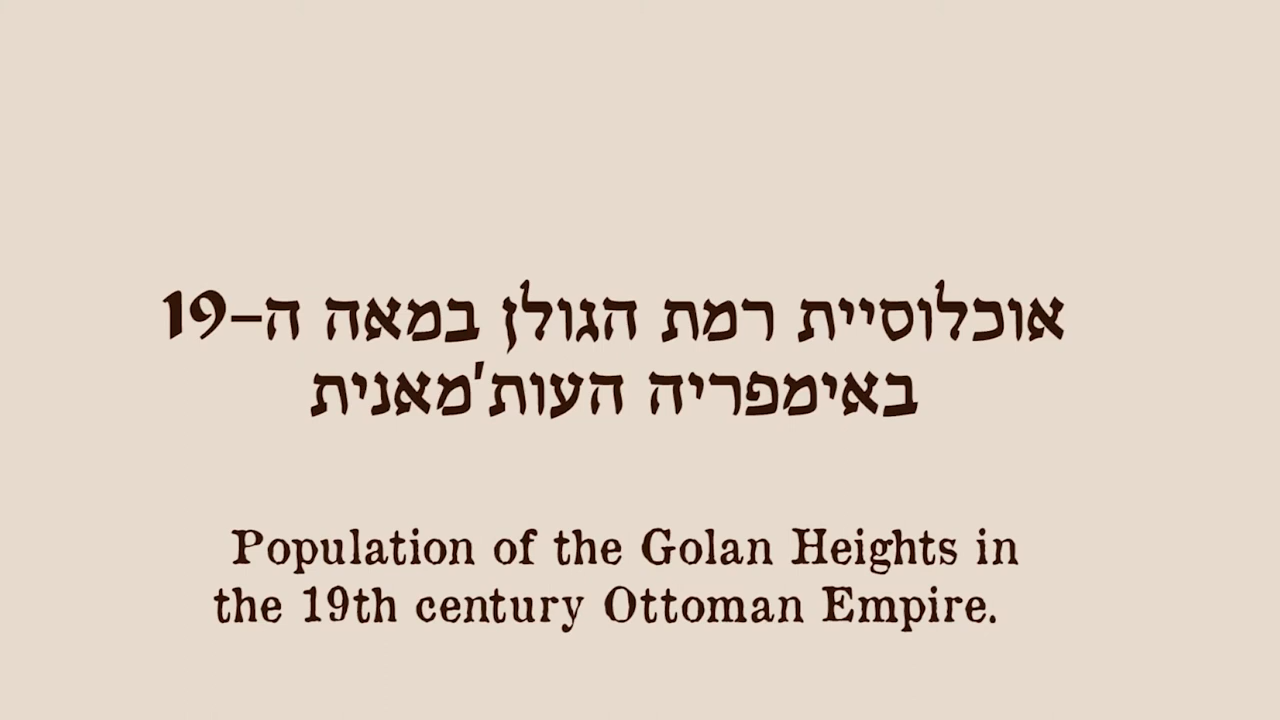 אוכלוסיית רמת הגולן במאה ה–19
באימפריה העות'מאנית
Population of the Golan Heights in
the 19th century Ottoman Empire.